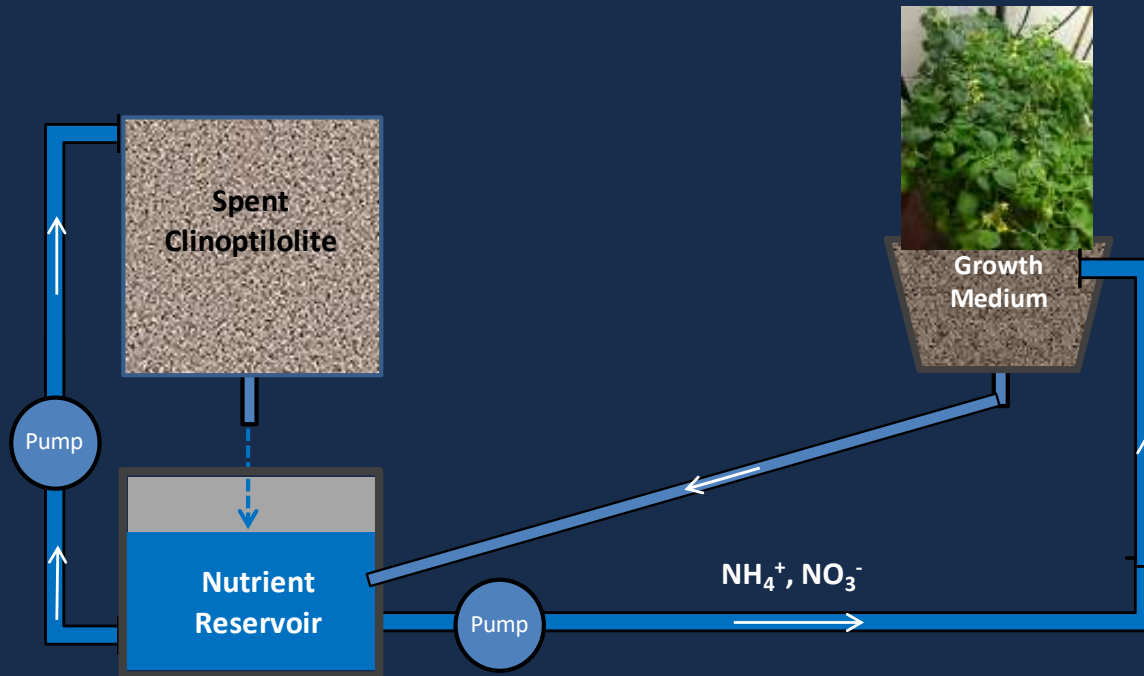 Spent
Clinoptilolite
Growth
Medium
Pump
Nutrient
Reservoir
NH₄⁺, NO₃⁻
Pump